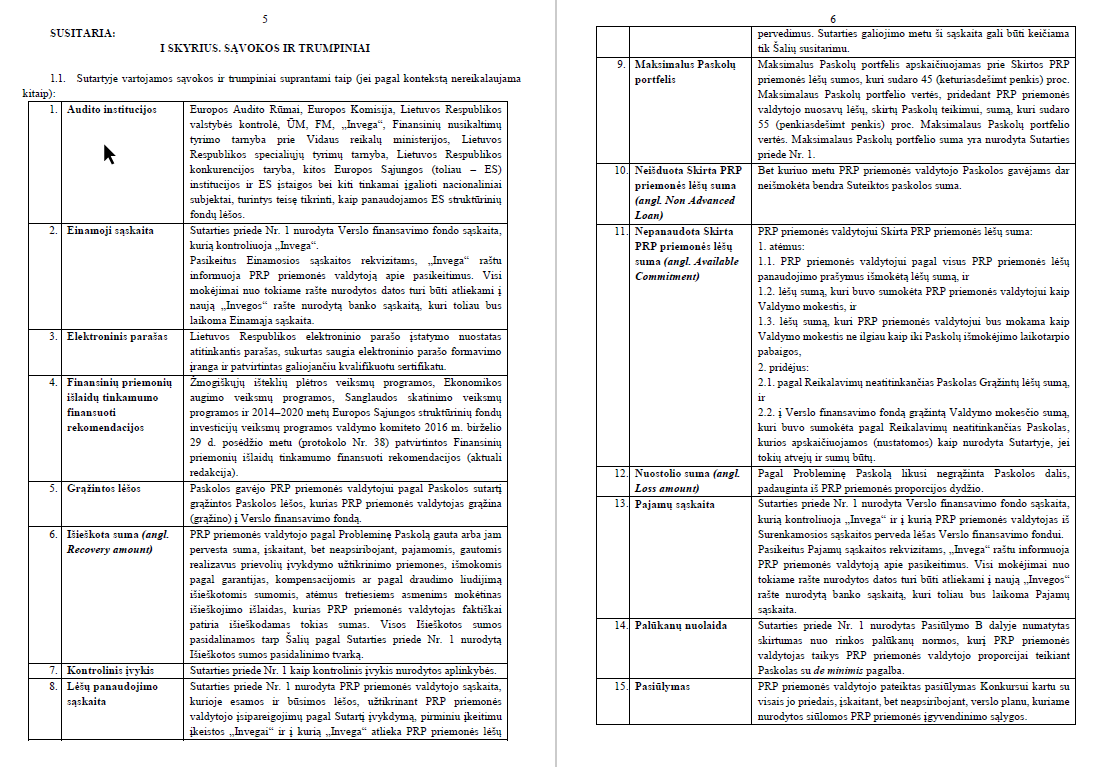 5
SUSITARIA:
I SKYRIUS. SĄVOKOS IR TRUMPINIAI
1.1. Sutartyje vartojamos sąvokos ir trumpiniai suprantami taip (jei pagal kontekstą nereikalaujama
kitaip):
1. Audito institucijos
Europos Audito Rūmai, Europos Komisija, Lietuvos Respublikos
valstybės kontrolė, ŪM, FM, „Invega“, Finansinių nusikaltimų
tyrimo tarnyba prie Vidaus reikalų ministerijos, Lietuvos
Respublikos specialiųjų tyrimų tarnyba, Lietuvos Respublikos
konkurencijos taryba, kitos Europos Sąjungos (toliau – ES)
institucijos ir ES įstaigos bei kiti tinkamai įgalioti nacionaliniai
subjektai, turintys teisę tikrinti, kaip panaudojamos ES struktūrinių
fondų lėšos.
2. Einamoji sąskaita
Sutarties priede Nr. 1 nurodyta Verslo finansavimo fondo sąskaita,
kurią kontroliuoja „Invega“.
Pasikeitus Einamosios sąskaitos rekvizitams, „Invega“ raštu
informuoja PRP priemonės valdytoją apie pasikeitimus. Visi
mokėjimai nuo tokiame rašte nurodytos datos turi būti atliekami į
naują „Invegos“ rašte nurodytą banko sąskaitą, kuri toliau bus
laikoma Einamąja sąskaita.
3. Elektroninis parašas
Lietuvos Respublikos elektroninio parašo įstatymo nuostatas
atitinkantis parašas, sukurtas saugia elektroninio parašo formavimo
įranga ir patvirtintas galiojančiu kvalifikuotu sertifikatu.
4. Finansinių priemonių
išlaidų tinkamumo
finansuoti
rekomendacijos
Žmogiškųjų išteklių plėtros veiksmų programos, Ekonomikos
augimo veiksmų programos, Sanglaudos skatinimo veiksmų
programos ir 2014–2020 metų Europos Sąjungos struktūrinių fondų
investicijų veiksmų programos valdymo komiteto 2016 m. birželio
29 d. posėdžio metu (protokolo Nr. 38) patvirtintos Finansinių
priemonių išlaidų tinkamumo finansuoti rekomendacijos (aktuali
redakcija).
5. Grąžintos lėšos
Paskolos gavėjo PRP priemonės valdytojui pagal Paskolos sutartį
grąžintos Paskolos lėšos, kurias PRP priemonės valdytojas grąžina
(grąžino) į Verslo finansavimo fondą.
6. Išieškota suma (angl.
Recovery amount)
PRP priemonės valdytojo pagal Probleminę Paskolą gauta arba jam
pervesta suma, įskaitant, bet neapsiribojant, pajamomis, gautomis
realizavus prievolių įvykdymo užtikrinimo priemones, išmokomis
pagal garantijas, kompensacijomis ar pagal draudimo liudijimą
išieškotomis sumomis, atėmus tretiesiems asmenims mokėtinas
išieškojimo išlaidas, kurias PRP priemonės valdytojas faktiškai
patiria išieškodamas tokias sumas. Visos Išieškotos sumos
pasidalinamos tarp Šalių pagal Sutarties priede Nr. 1 nurodytą
Išieškotos sumos pasidalinimo tvarką.
7. Kontrolinis įvykis
Sutarties priede Nr. 1 kaip kontrolinis įvykis nurodytos aplinkybės.
8. Lėšų panaudojimo
sąskaita
Sutarties priede Nr. 1 nurodyta PRP priemonės valdytojo sąskaita,
kurioje esamos ir būsimos lėšos, užtikrinant PRP priemonės
valdytojo įsipareigojimų pagal Sutartį įvykdymą, pirminiu įkeitimu
įkeistos „Invegai“ ir į kurią „Invega“ atlieka PRP priemonės lėšų
6
pervedimus. Sutarties galiojimo metu ši sąskaita gali būti keičiama
tik Šalių susitarimu.
9. Maksimalus Paskolų
portfelis
Maksimalus Paskolų portfelis apskaičiuojamas prie Skirtos PRP
priemonės lėšų sumos, kuri sudaro 45 (keturiasdešimt penkis) proc.
Maksimalaus Paskolų portfelio vertės, pridedant PRP priemonės
valdytojo nuosavų lėšų, skirtų Paskolų teikimui, sumą, kuri sudaro
55 (penkiasdešimt penkis) proc. Maksimalaus Paskolų portfelio
vertės. Maksimalaus Paskolų portfelio suma yra nurodyta Sutarties
priede Nr. 1.
10. Neišduota Skirta PRP
priemonės lėšų suma
(angl. Non Advanced
Loan)
Bet kuriuo metu PRP priemonės valdytojo Paskolos gavėjams dar
neišmokėta bendra Suteiktos paskolos suma.
11. Nepanaudota Skirta
PRP priemonės lėšų
suma (angl. Available
Commitment)
PRP priemonės valdytojui Skirta PRP priemonės lėšų suma:
1. atėmus:
1.1. PRP priemonės valdytojui pagal visus PRP priemonės lėšų
panaudojimo prašymus išmokėtą lėšų sumą, ir
1.2. lėšų sumą, kuri buvo sumokėta PRP priemonės valdytojui kaip
Valdymo mokestis, ir
1.3. lėšų sumą, kuri PRP priemonės valdytojui bus mokama kaip
Valdymo mokestis ne ilgiau kaip iki Paskolų išmokėjimo laikotarpio
pabaigos,
2. pridėjus:
2.1. pagal Reikalavimų neatitinkančias Paskolas Grąžintų lėšų sumą,
ir
2.2. į Verslo finansavimo fondą grąžintą Valdymo mokesčio sumą,
kuri buvo sumokėta pagal Reikalavimų neatitinkančias Paskolas,
kurios apskaičiuojamos (nustatomos) kaip nurodyta Sutartyje, jei
tokių atvejų ir sumų būtų.
12. Nuostolio suma (angl.
Loss amount)
Pagal Probleminę Paskolą likusi negrąžinta Paskolos dalis,
padauginta iš PRP priemonės proporcijos dydžio.
13. Pajamų sąskaita
Sutarties priede Nr. 1 nurodyta Verslo finansavimo fondo sąskaita,
kurią kontroliuoja „Invega“ ir į kurią PRP priemonės valdytojas iš
Surenkamosios sąskaitos perveda lėšas Verslo finansavimo fondui.
Pasikeitus Pajamų sąskaitos rekvizitams, „Invega“ raštu informuoja
PRP priemonės valdytoją apie pasikeitimus. Visi mokėjimai nuo
tokiame rašte nurodytos datos turi būti atliekami į naują „Invegos“
rašte nurodytą banko sąskaitą, kuri toliau bus laikoma Pajamų
sąskaita.
14. Palūkanų nuolaida
Sutarties priede Nr. 1 nurodytas Pasiūlymo B dalyje numatytas
skirtumas nuo rinkos palūkanų normos, kurį PRP priemonės
valdytojas taikys PRP priemonės valdytojo proporcijai teikiant
Paskolas su de minimis pagalba.
15. Pasiūlymas
PRP priemonės valdytojo pateiktas pasiūlymas Konkursui kartu su
visais jo priedais, įskaitant, bet neapsiribojant, verslo planu, kuriame
nurodytos siūlomos PRP priemonės įgyvendinimo sąlygos.